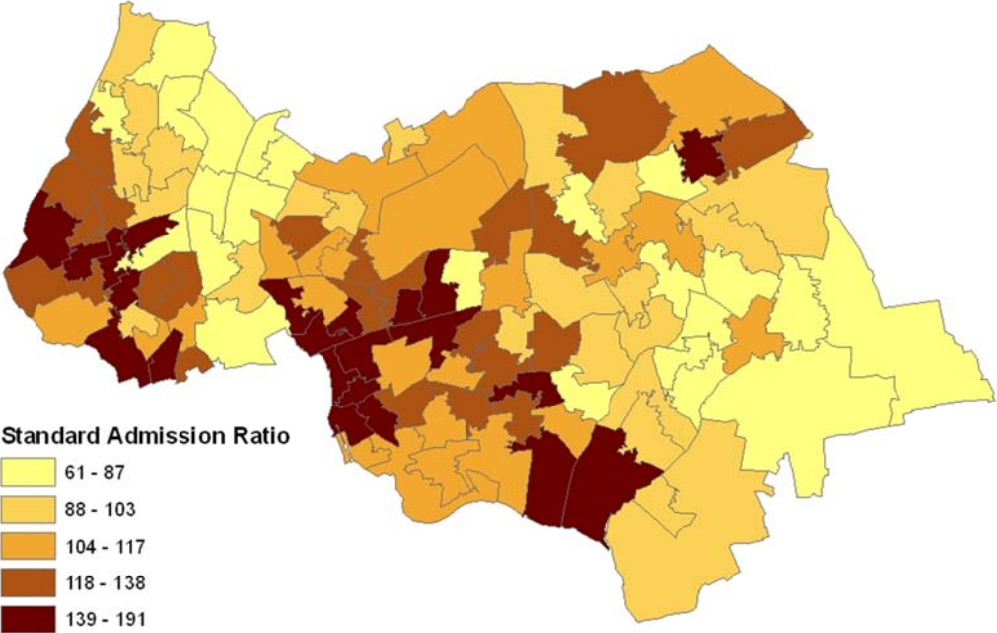 Standard Admission Ratio
61 - 87
88 - 103
104 - 117
118 - 138
139 - 191